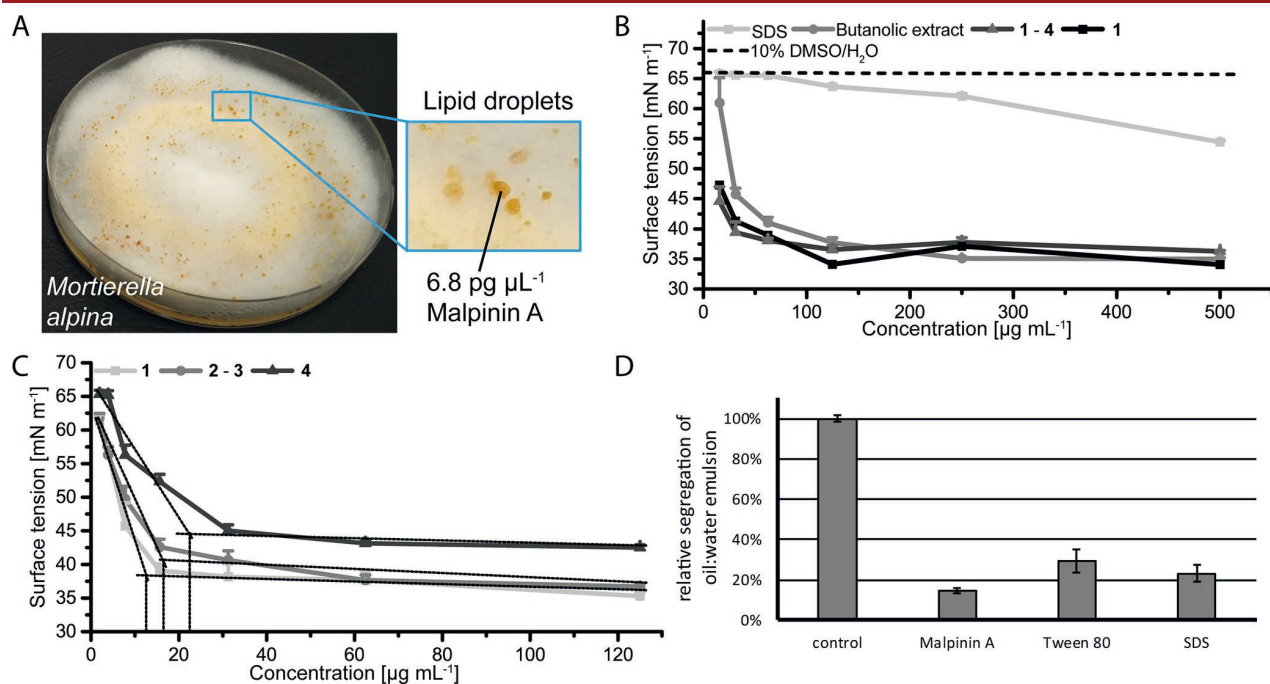 A
Mortierella
alpina
Lipid droplets
6.8 pg µL⁻¹
Malpinin A
B
SDS Butanolic extract 1 - 4 1
10% DMSO/H₂O
Surface tension [mN m⁻¹]
70
65
60
55
50
45
40
35
30
0 100 200 300 400 500
Concentration [µg mL⁻¹]
C
1 2 - 3 4
Surface tension [mN m⁻¹]
70
65
60
55
50
45
40
35
30
0 20 40 60 80 100 120
Concentration [µg mL⁻¹]
D
relative segregation of
oil:water emulsion
100%
80%
60%
40%
20%
0%
control Malpinin A Tween 80 SDS